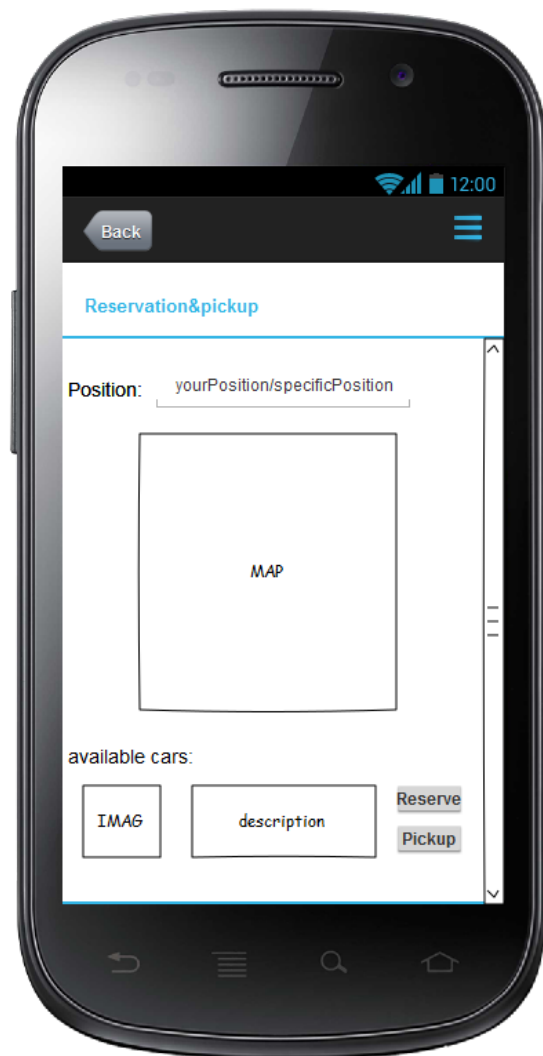 12:00
Back
Reservation&pickup
Position: yourPosition/specificPosition
MAP
available cars:
IMAG description Reserve
Pickup